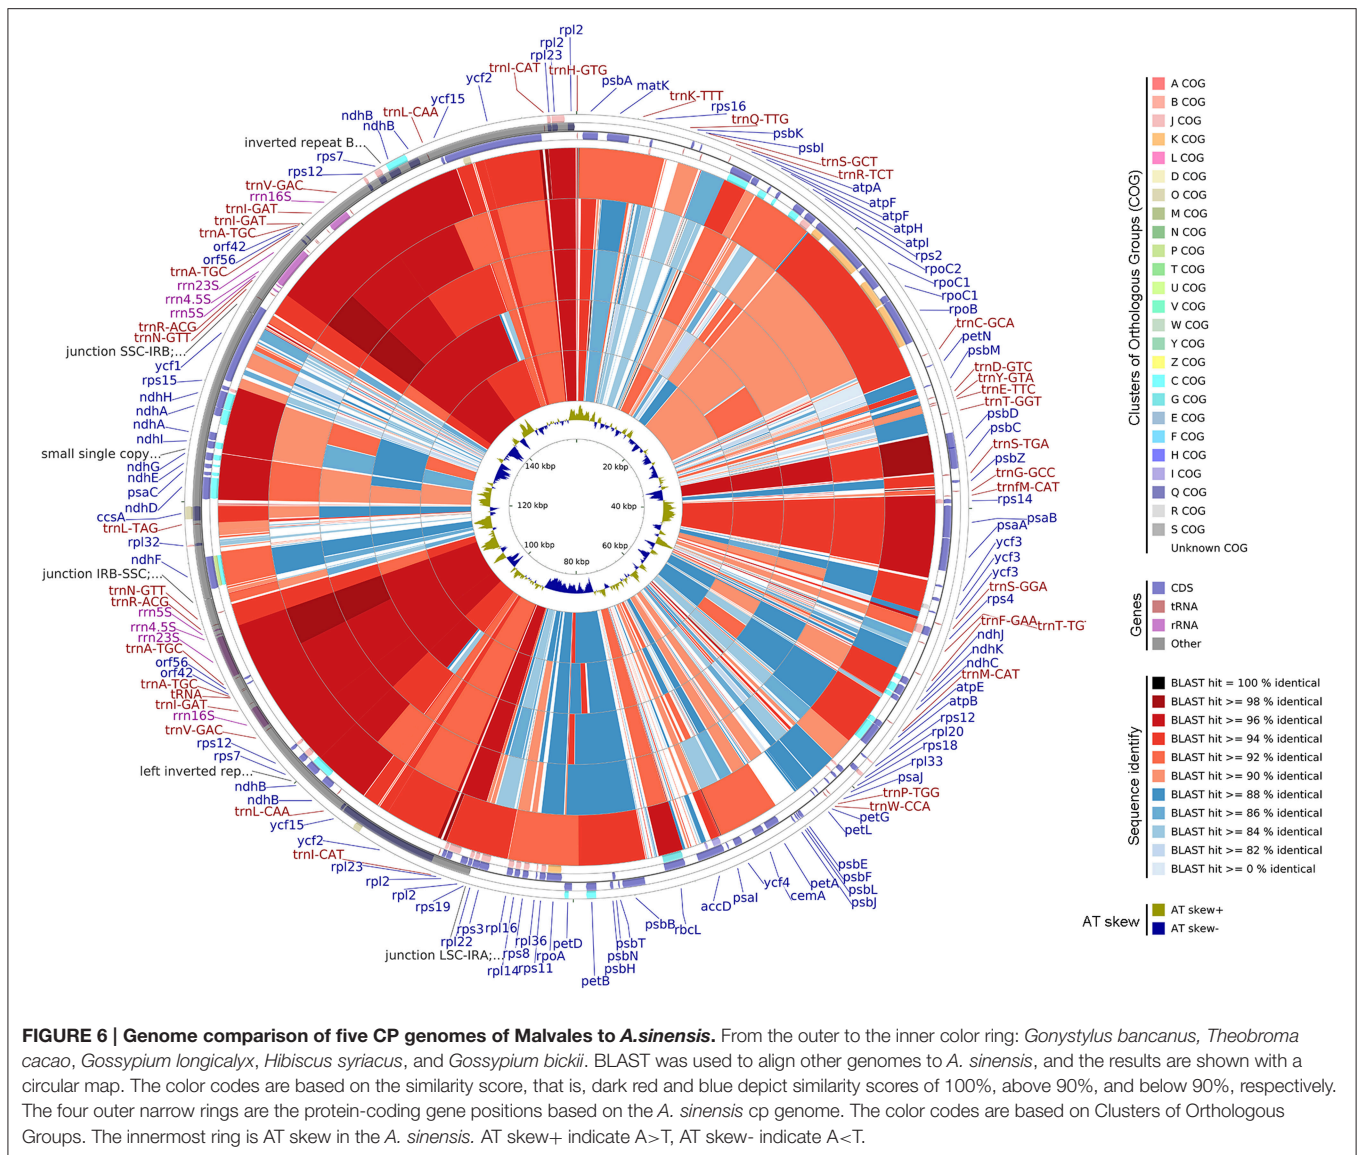 rpl2
rpl2
rpl23
trnI-CAT
trnH-GTG
ycf2
psbA
matK
ycf15
trnK-TTT
trnL-CAA
rps16
ndhB
trnQ-TTG
ndhB
psbK
inverted repeat B...
psbI
rps7
trnS-GCT
rps12
trnR-TCT
trnV-GAC
atpA
rrn16S
atpF
trnI-GAT
atpF
trnI-GAT
atpH
trnA-TGC
atpI
orf42
rps2
orf56
rpoC2
trnA-TGC
rpoC1
rrn23S
rpoC1
rrn4.5S
rpoB
rrn5S
trnC-GCA
trnR-ACG
petN
trnN-GTT
psbM
junction SSC-IRB;...
trnD-GTC
ycf1
trnY-GTA
rps15
trnE-TTC
ndhH
trnT-GGT
ndhA
psbD
ndhA
psbC
ndhI
trnS-TGA
small single copy...
psbZ
ndhG
trnG-GCC
ndhE
trnfM-CAT
psaC
rps14
ndhD
psaB
ccsA
psaA
trnL-TAG
ycf3
rpl32
ycf3
ndhF
ycf3
junction IRB-SSC;...
trnS-GGA
trnN-GTT
rps4
trnR-ACG
trnF-GAA
trnT-TG
rrn5S
ndhJ
rrn4.5S
ndhK
rrn23S
ndhC
trnA-TGC
trnM-CAT
orf56
atpE
orf42
atpB
trnA-TGC
rps12
tRNA
rpl20
trnI-GAT
rps18
rrn16S
rpl33
trnV-GAC
psaJ
rps12
trnP-TGG
rps7
trnW-CCA
left inverted rep...
petG
ndhB
petL
ndhB
trnL-CAA
ycf15
psbE
ycf2
psbF
trnI-CAT
psbL
rpl23
psbJ
rpl2
petA
rpl2
cemA
rps19
ycf4
rps3
psaI
rpl22
accD
junction LSC-IRA;...
rbcL
rpl16
psbB
rpl14
psbT
rps8
psbN
rpl36
psbH
rps11
petB
rpoA
petD
140 kbp
20 kbp
120 kbp
40 kbp
100 kbp
60 kbp
80 kbp
Clusters of Orthologous Groups (COG)
A COG
B COG
J COG
K COG
L COG
D COG
O COG
M COG
N COG
P COG
T COG
U COG
V COG
W COG
Y COG
Z COG
C COG
G COG
E COG
F COG
H COG
I COG
Q COG
R COG
S COG
Unknown COG
Genes
CDS
tRNA
rRNA
Other
Sequence identify
BLAST hit = 100 % identical
BLAST hit >= 98 % identical
BLAST hit >= 96 % identical
BLAST hit >= 94 % identical
BLAST hit >= 92 % identical
BLAST hit >= 90 % identical
BLAST hit >= 88 % identical
BLAST hit >= 86 % identical
BLAST hit >= 84 % identical
BLAST hit >= 82 % identical
BLAST hit >= 0 % identical
AT skew
AT skew+
AT skew-
FIGURE 6 | Genome comparison of five CP genomes of Malvales to A.sinensis. From the outer to the inner color ring: Gonystylus bancanus, Theobroma
cacao, Gossypium longicalyx, Hibiscus syriacus, and Gossypium bickii. BLAST was used to align other genomes to A. sinensis, and the results are shown with a
circular map. The color codes are based on the similarity score, that is, dark red and blue depict similarity scores of 100%, above 90%, and below 90%, respectively.
The four outer narrow rings are the protein-coding gene positions based on the A. sinensis cp genome. The color codes are based on Clusters of Orthologous
Groups. The innermost ring is AT skew in the A. sinensis. AT skew+ indicate A>T, AT skew- indicate A<T.